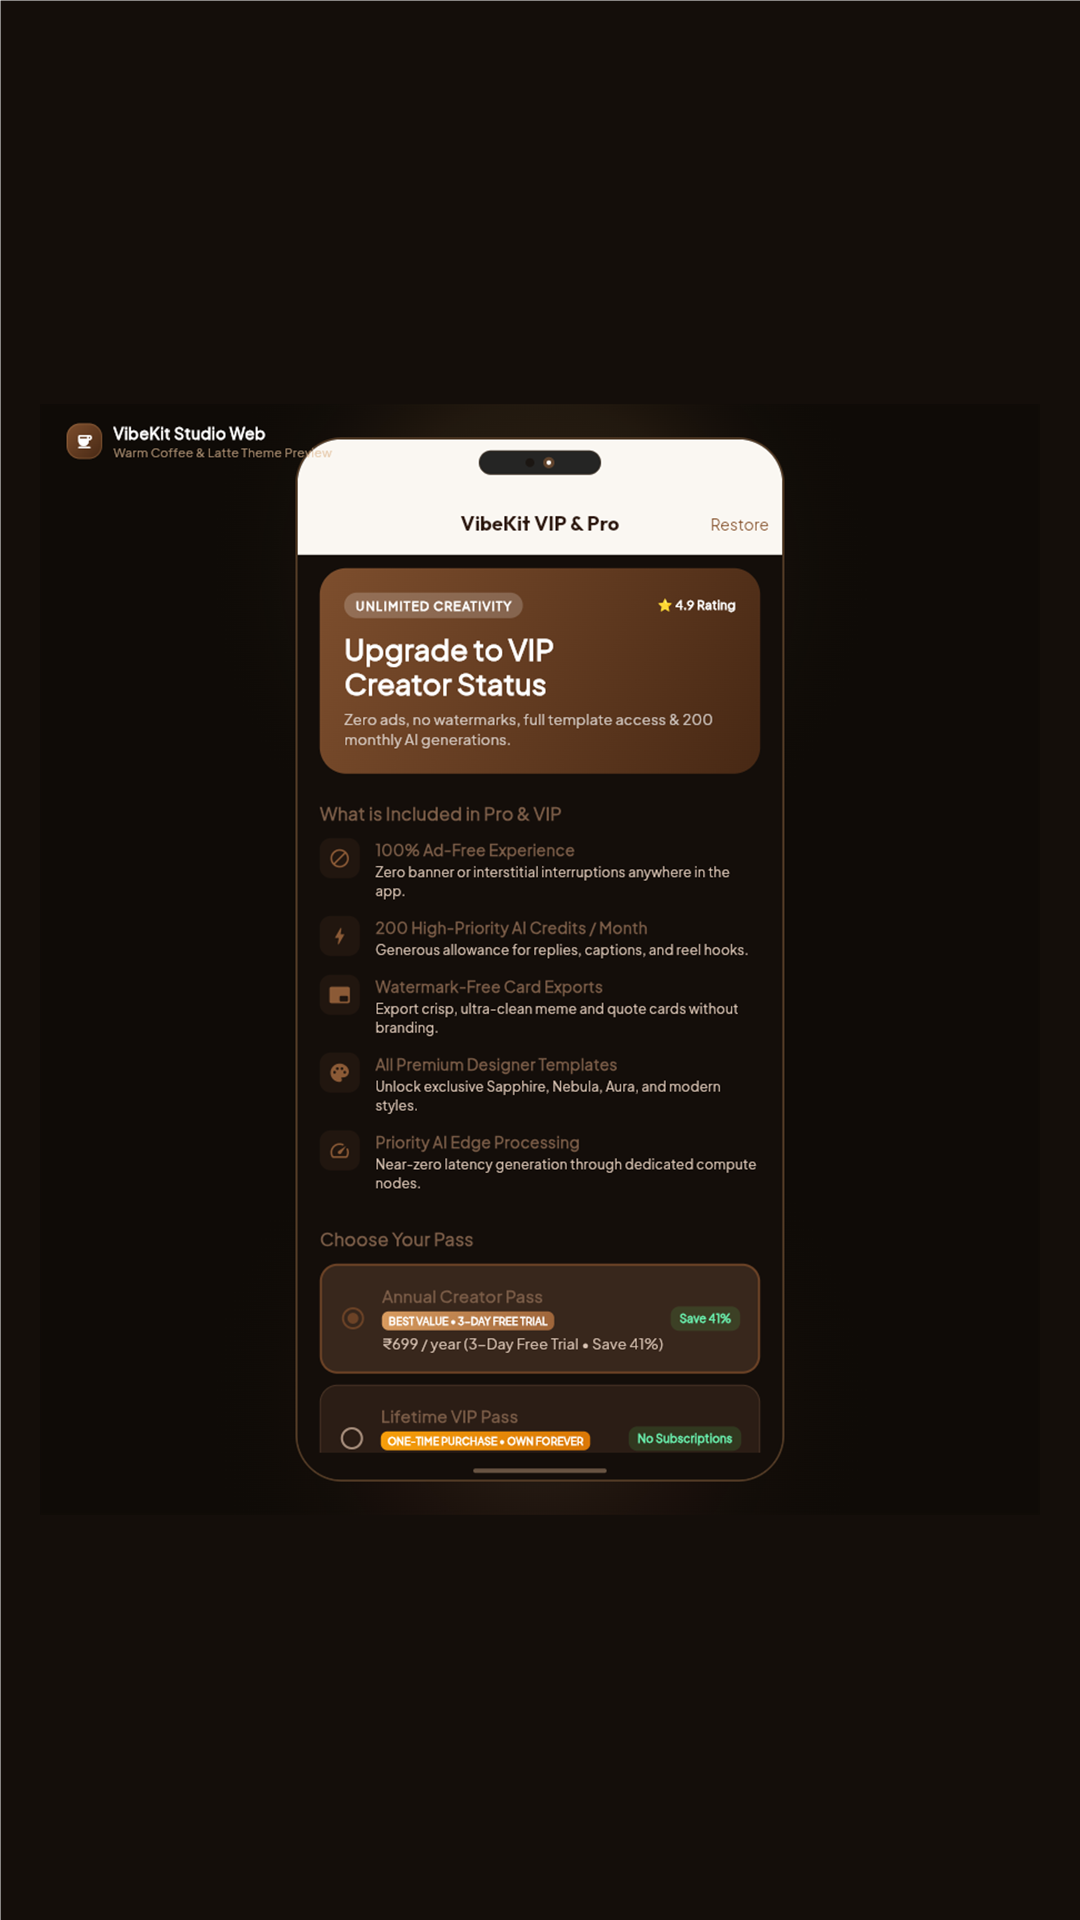 VibeKit Studio Web
Warm Coffee & Latte Theme Preview
VibeKit VIP & Pro
Restore
UNLIMITED CREATIVITY
⭐ 4.9 Rating
Upgrade to VIP
Creator Status
Zero ads, no watermarks, full template access & 200
monthly AI generations.
What is Included in Pro & VIP
100% Ad-Free Experience
Zero banner or interstitial interruptions anywhere in the
app.
200 High-Priority AI Credits / Month
Generous allowance for replies, captions, and reel hooks.
Watermark-Free Card Exports
Export crisp, ultra-clean meme and quote cards without
branding.
All Premium Designer Templates
Unlock exclusive Sapphire, Nebula, Aura, and modern
styles.
Priority AI Edge Processing
Near-zero latency generation through dedicated compute
nodes.
Choose Your Pass
Annual Creator Pass
BEST VALUE • 3-DAY FREE TRIAL
Save 41%
₹699 / year (3-Day Free Trial • Save 41%)
Lifetime VIP Pass
ONE-TIME PURCHASE • OWN FOREVER
No Subscriptions